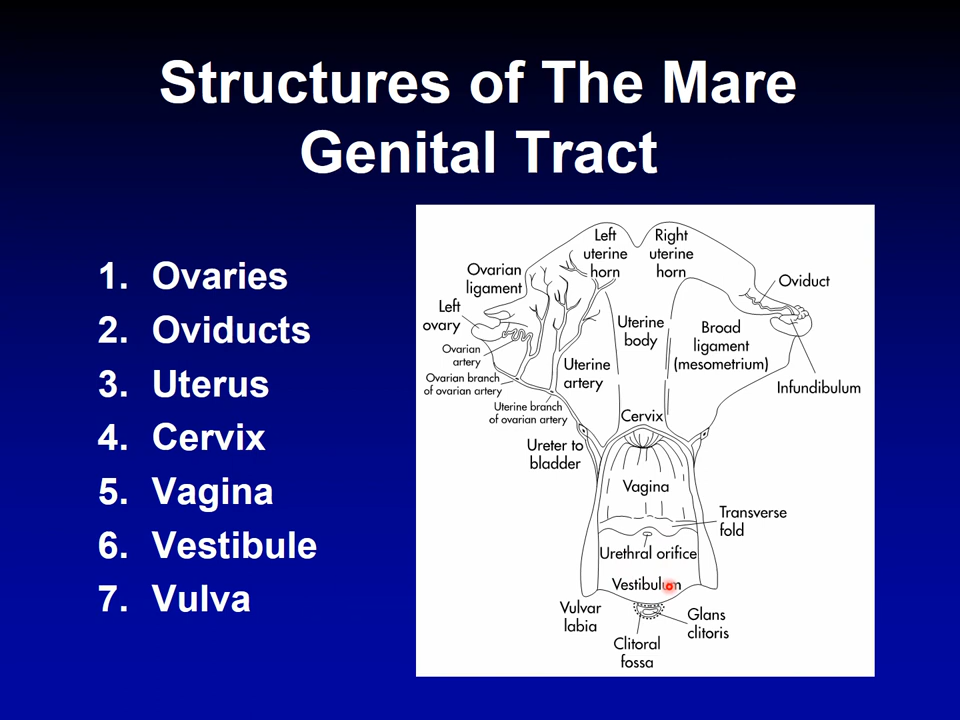 Structures of The Mare
Genital Tract
1. Ovaries
2. Oviducts
3. Uterus
4. Cervix
5. Vagina
6. Vestibule
7. Vulva
Left
uterine
horn
Right
uterine
horn
Ovarian
ligament
Oviduct
Left
ovary
Uterine
body
Broad
ligament
(mesometrium)
Ovarian
artery
Uterine
artery
Ovarian branch
of ovarian artery
Infundibulum
Uterine branch
of ovarian artery
Cervix
Ureter to
bladder
Vagina
Transverse
fold
Urethral orifice
Vestibulum
Vulvar
labia
Glans
clitoris
Clitoral
fossa